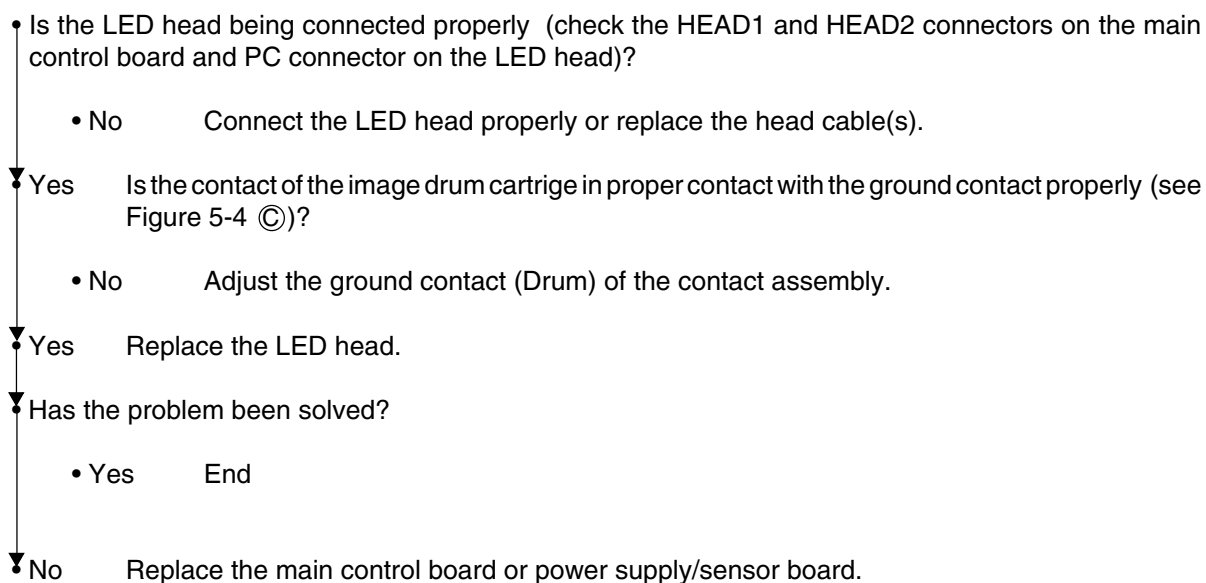 • Is the LED head being connected properly (check the HEAD1 and HEAD2 connectors on the main
control board and PC connector on the LED head)?
• No Connect the LED head properly or replace the head cable(s).
• Yes Is the contact of the image drum cartrige in proper contact with the ground contact properly (see
Figure 5-4 Ⓒ)?
• No Adjust the ground contact (Drum) of the contact assembly.
• Yes Replace the LED head.
• Has the problem been solved?
• Yes End
• No Replace the main control board or power supply/sensor board.